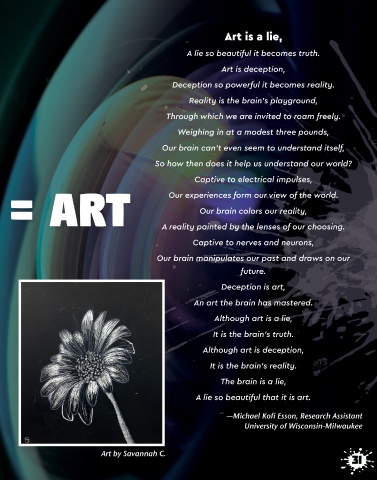 Art is a lie,
A lie so beautiful it becomes truth.
Art is deception,
Deception so powerful it becomes reality.
Reality is the brain's playground,
Through which we are invited to roam freely.
Weighing in at a modest three pounds,
Our brain can't even seem to understand itself,
So how then does it help us understand our world?
Captive to electrical impulses,
Our experiences form our view of the world.
Our brain colors our reality,
A reality painted by the lenses of our choosing.
Captive to nerves and neurons,
Our brain manipulates our past and draws on our
future.
Deception is art,
An art the brain has mastered.
Although art is a lie,
It is the brain's truth.
Although art is deception,
It is the brain's reality.
The brain is a lie,
A lie so beautiful that it is art.
—Michael Kofi Esson, Research Assistant
University of Wisconsin-Milwaukee
= ART
Art by Savannah C.
31